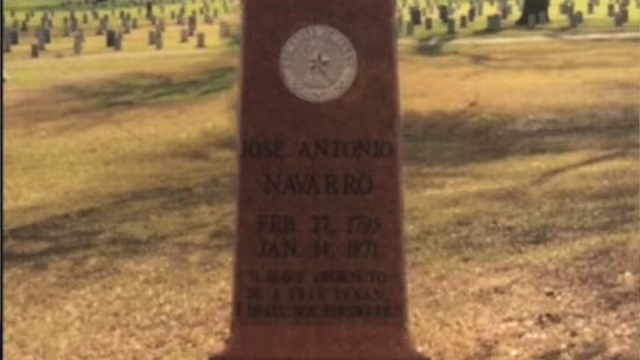 JOSÉ ANTONIO
NAVARRO
FEB. 27, 1795
JAN. 14, 1871
"I HAVE SWORN TO
BE A FREE TEXAN
I SHALL NOT FORSWEAR."